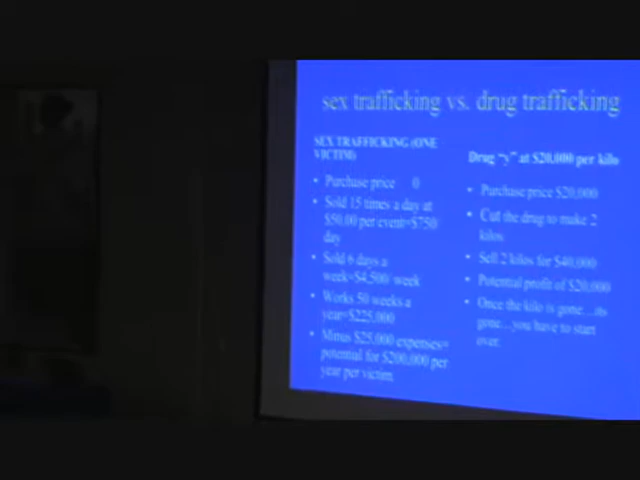 sex trafficking vs. drug trafficking
SEX TRAFFICKING (ONE
VICTIM)
• Purchase price 0
• Sold 15 times a day at
$50.00 per event=$750
day
• Sold 6 days a
week=$4,500 week
• Works 50 weeks a
year=$225,000
• Minus $25,000 expenses=
potential for $200,000 per
year per victim
Drug "y" at $20,000 per kilo
• Purchase price $20,000
• Cut the drug to make 2
kilos
• Sell 2 kilos for $40,000
• Potential profit of $20,000
• Once the kilo is gone…its
gone…you have to start
over.